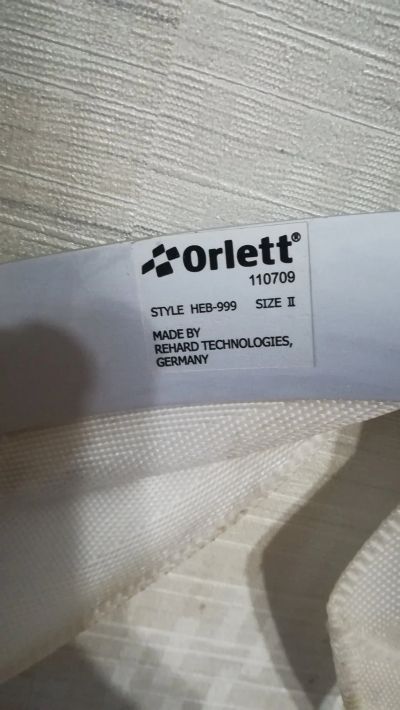 Orlett®
110709
STYLE HEB-999 SIZE II
MADE BY
REHARD TECHNOLOGIES,
GERMANY